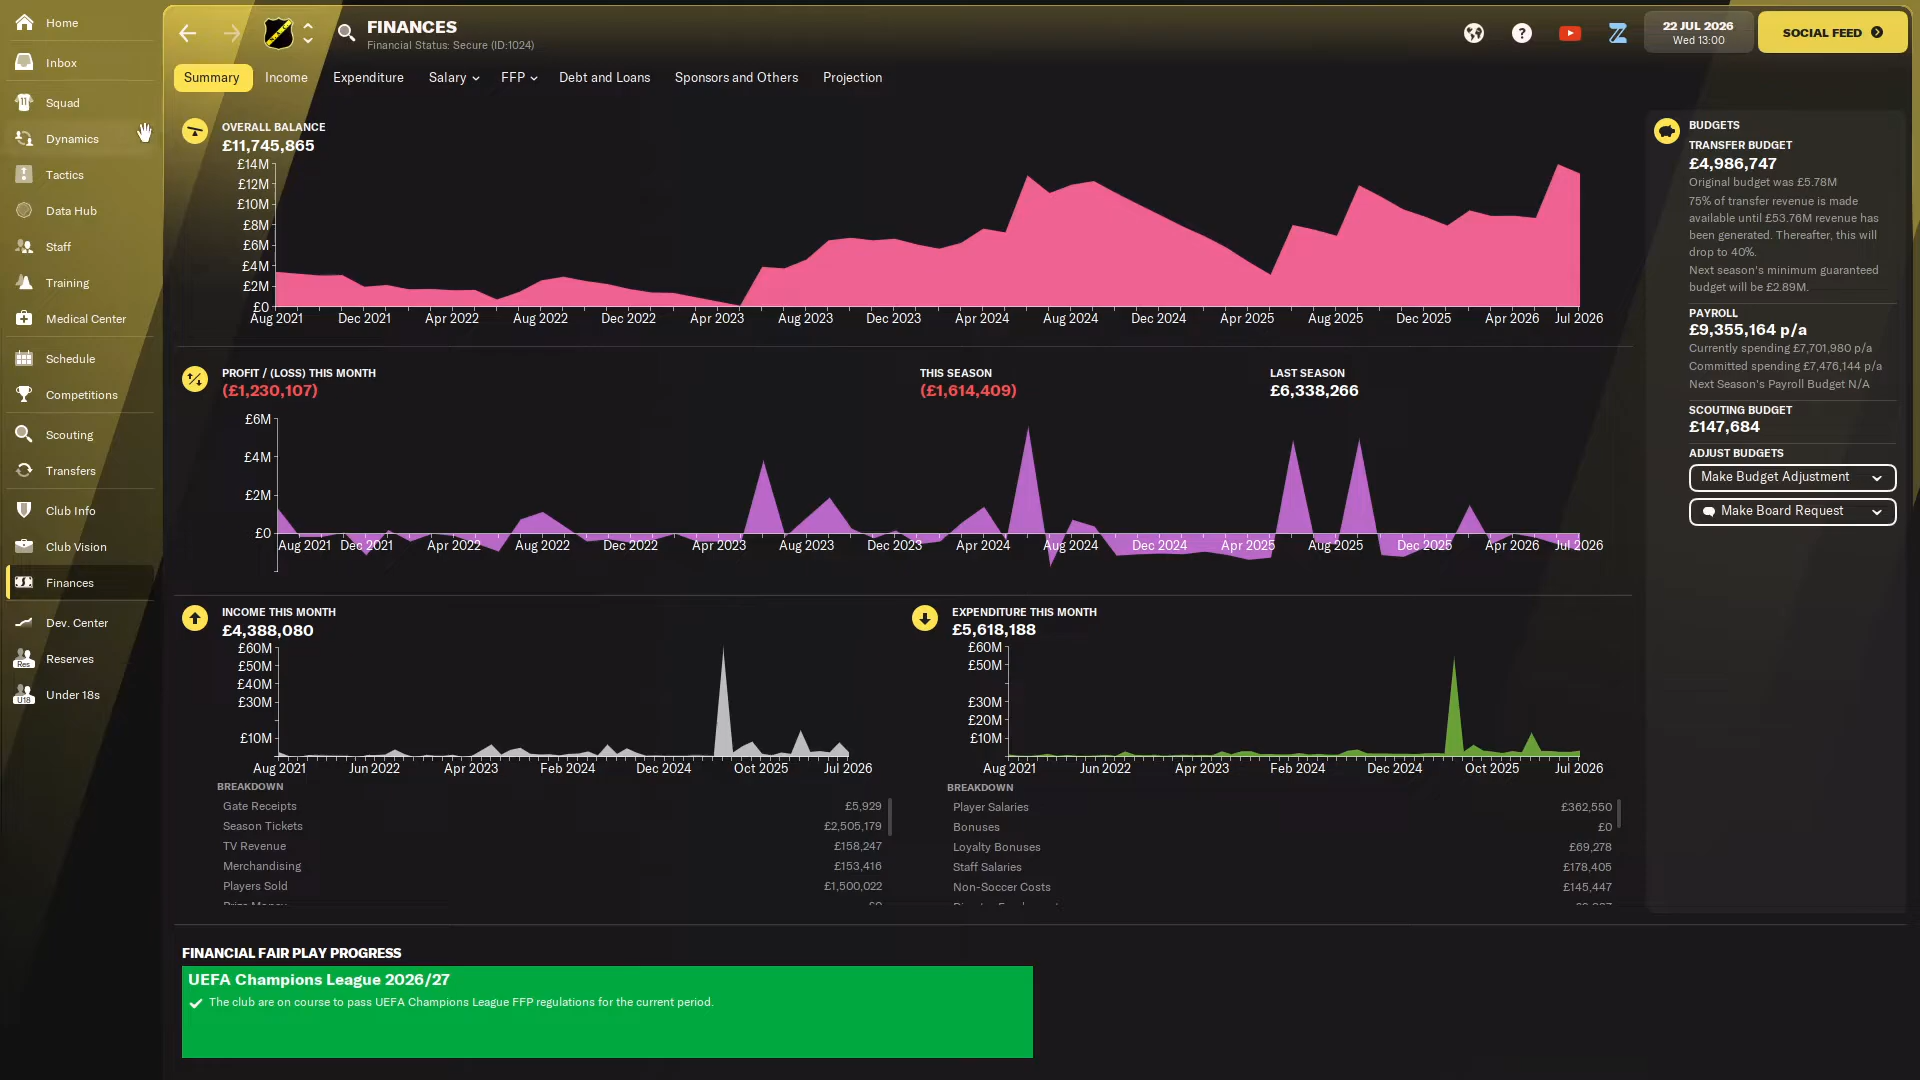 Home
Inbox
Squad
Dynamics
Tactics
Data Hub
Staff
Training
Medical Center
Schedule
Competitions
Scouting
Transfers
Club Info
Club Vision
Finances
Dev. Center
Reserves
Under 18s
11
Res
U18
N A C
FINANCES
Financial Status: Secure (ID:1024)
22 JUL 2026
Wed 13:00
SOCIAL FEED
Summary Income Expenditure Salary FFP Debt and Loans Sponsors and Others Projection
OVERALL BALANCE
£11,745,865
£14M
£12M
£10M
£8M
£6M
£4M
£2M
£0
Aug 2021 Dec 2021 Apr 2022 Aug 2022 Dec 2022 Apr 2023 Aug 2023 Dec 2023 Apr 2024 Aug 2024 Dec 2024 Apr 2025 Aug 2025 Dec 2025 Apr 2026 Jul 2026
PROFIT / (LOSS) THIS MONTH
(£1,230,107)
THIS SEASON
(£1,614,409)
LAST SEASON
£6,338,266
£6M
£4M
£2M
£0
Aug 2021 Dec 2021 Apr 2022 Aug 2022 Dec 2022 Apr 2023 Aug 2023 Dec 2023 Apr 2024 Aug 2024 Dec 2024 Apr 2025 Aug 2025 Dec 2025 Apr 2026 Jul 2026
INCOME THIS MONTH
£4,388,080
£60M
£50M
£40M
£30M
£10M
Aug 2021 Jun 2022 Apr 2023 Feb 2024 Dec 2024 Oct 2025 Jul 2026
BREAKDOWN
Gate Receipts £5,929
Season Tickets £2,505,179
TV Revenue £158,247
Merchandising £153,416
Players Sold £1,500,022
EXPENDITURE THIS MONTH
£5,618,188
£60M
£50M
£30M
£20M
£10M
Aug 2021 Jun 2022 Apr 2023 Feb 2024 Dec 2024 Oct 2025 Jul 2026
BREAKDOWN
Player Salaries £362,550
Bonuses £0
Loyalty Bonuses £69,278
Staff Salaries £178,405
Non-Soccer Costs £145,447
BUDGETS
TRANSFER BUDGET
£4,986,747
Original budget was £5.78M
75% of transfer revenue is made
available until £53.76M revenue has
been generated. Thereafter, this will
drop to 40%.
Next season's minimum guaranteed
budget will be £2.89M.
PAYROLL
£9,355,164 p/a
Currently spending £7,701,980 p/a
Committed spending £7,476,144 p/a
Next Season's Payroll Budget N/A
SCOUTING BUDGET
£147,684
ADJUST BUDGETS
Make Budget Adjustment
Make Board Request
FINANCIAL FAIR PLAY PROGRESS
UEFA Champions League 2026/27
The club are on course to pass UEFA Champions League FFP regulations for the current period.